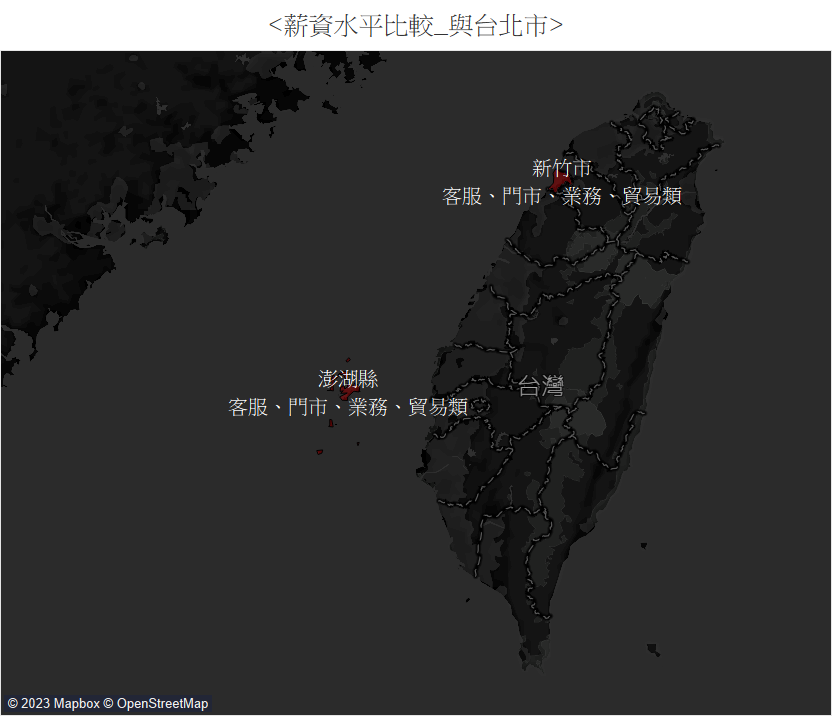 <薪資水平比較_與台北市>
新竹市
客服、門市、業務、貿易類
澎湖縣
台灣
客服、門市、業務、貿易類
© 2023 Mapbox © OpenStreetMap